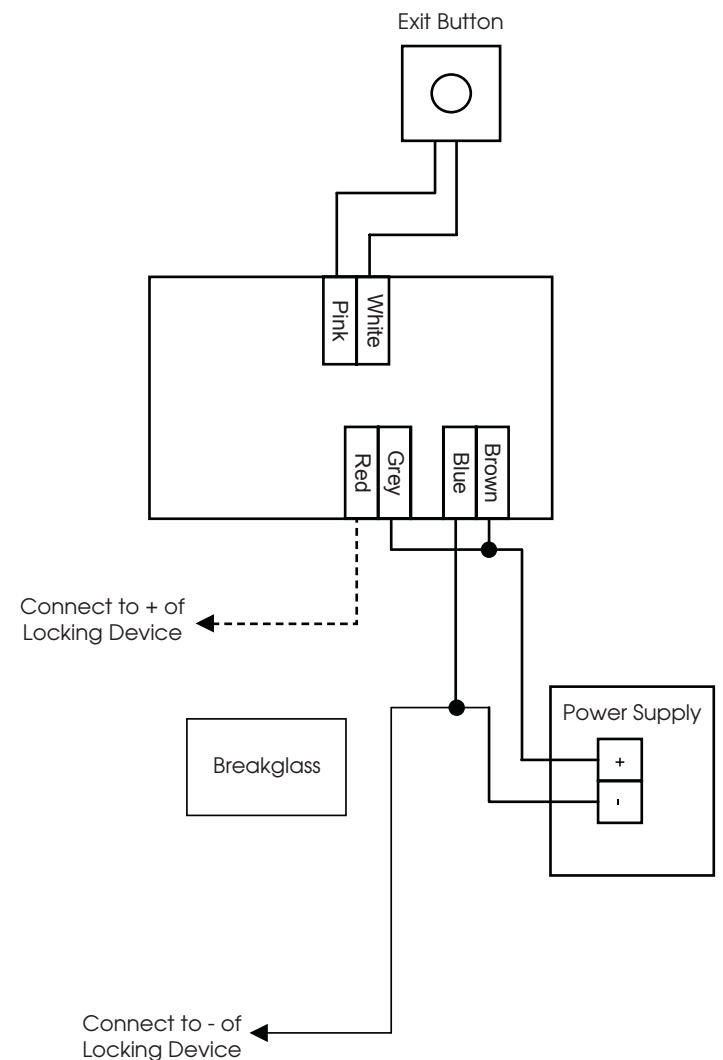 Exit Button
Pink
White
Red
Grey
Blue
Brown
Connect to + of
Locking Device
Power Supply
+
-
Breakglass
Connect to - of
Locking Device